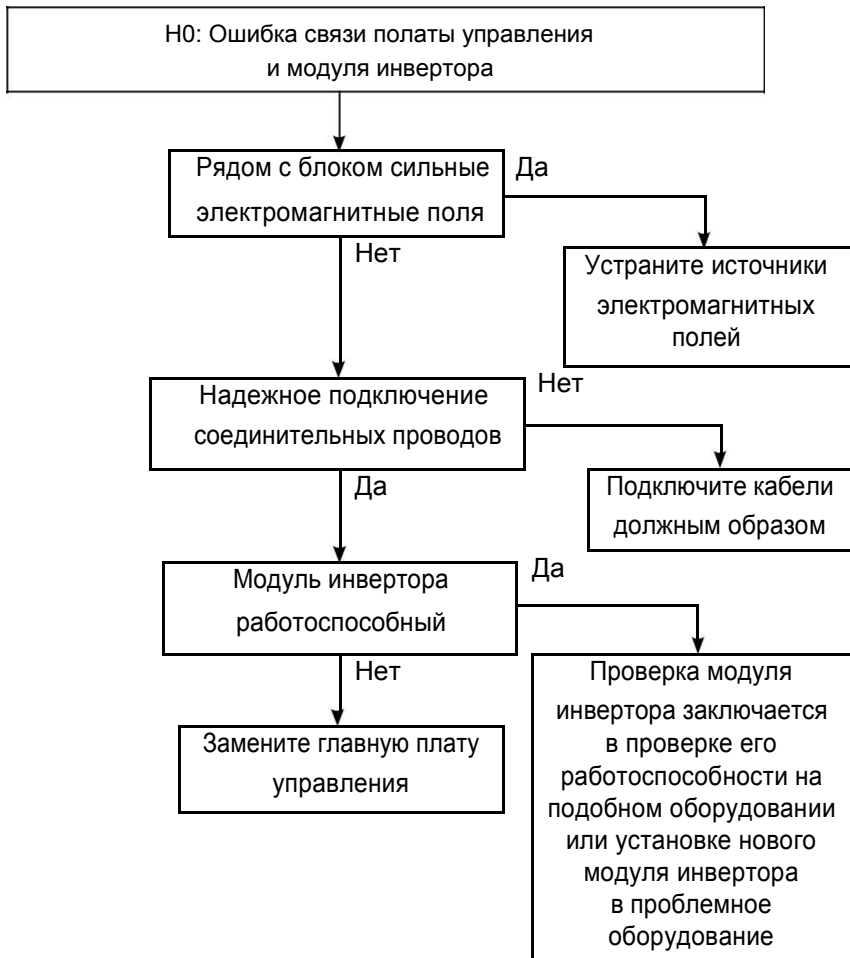 H0: Ошибка связи полаты управления
и модуля инвертора
Рядом с блоком сильные
электромагнитные поля
Да
Нет
Устраните источники
электромагнитных
полей
Надежное подключение
соединительных проводов
Нет
Да
Подключите кабели
должным образом
Модуль инвертора
работоспособный
Да
Нет
Замените главную плату
управления
Проверка модуля
инвертора заключается
в проверке его
работоспособности на
подобном оборудовании
или установке нового
модуля инвертора
в проблемное
оборудование